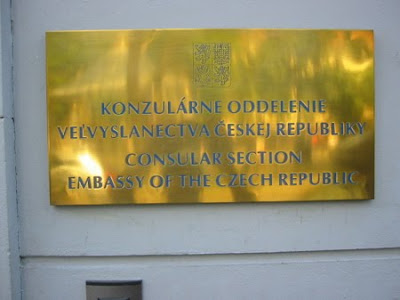 KONZULÁRNE ODDELENIE
VEĽVYSLANECTVA ČESKEJ REPUBLIKY
CONSULAR SECTION
EMBASSY OF THE CZECH REPUBLIC